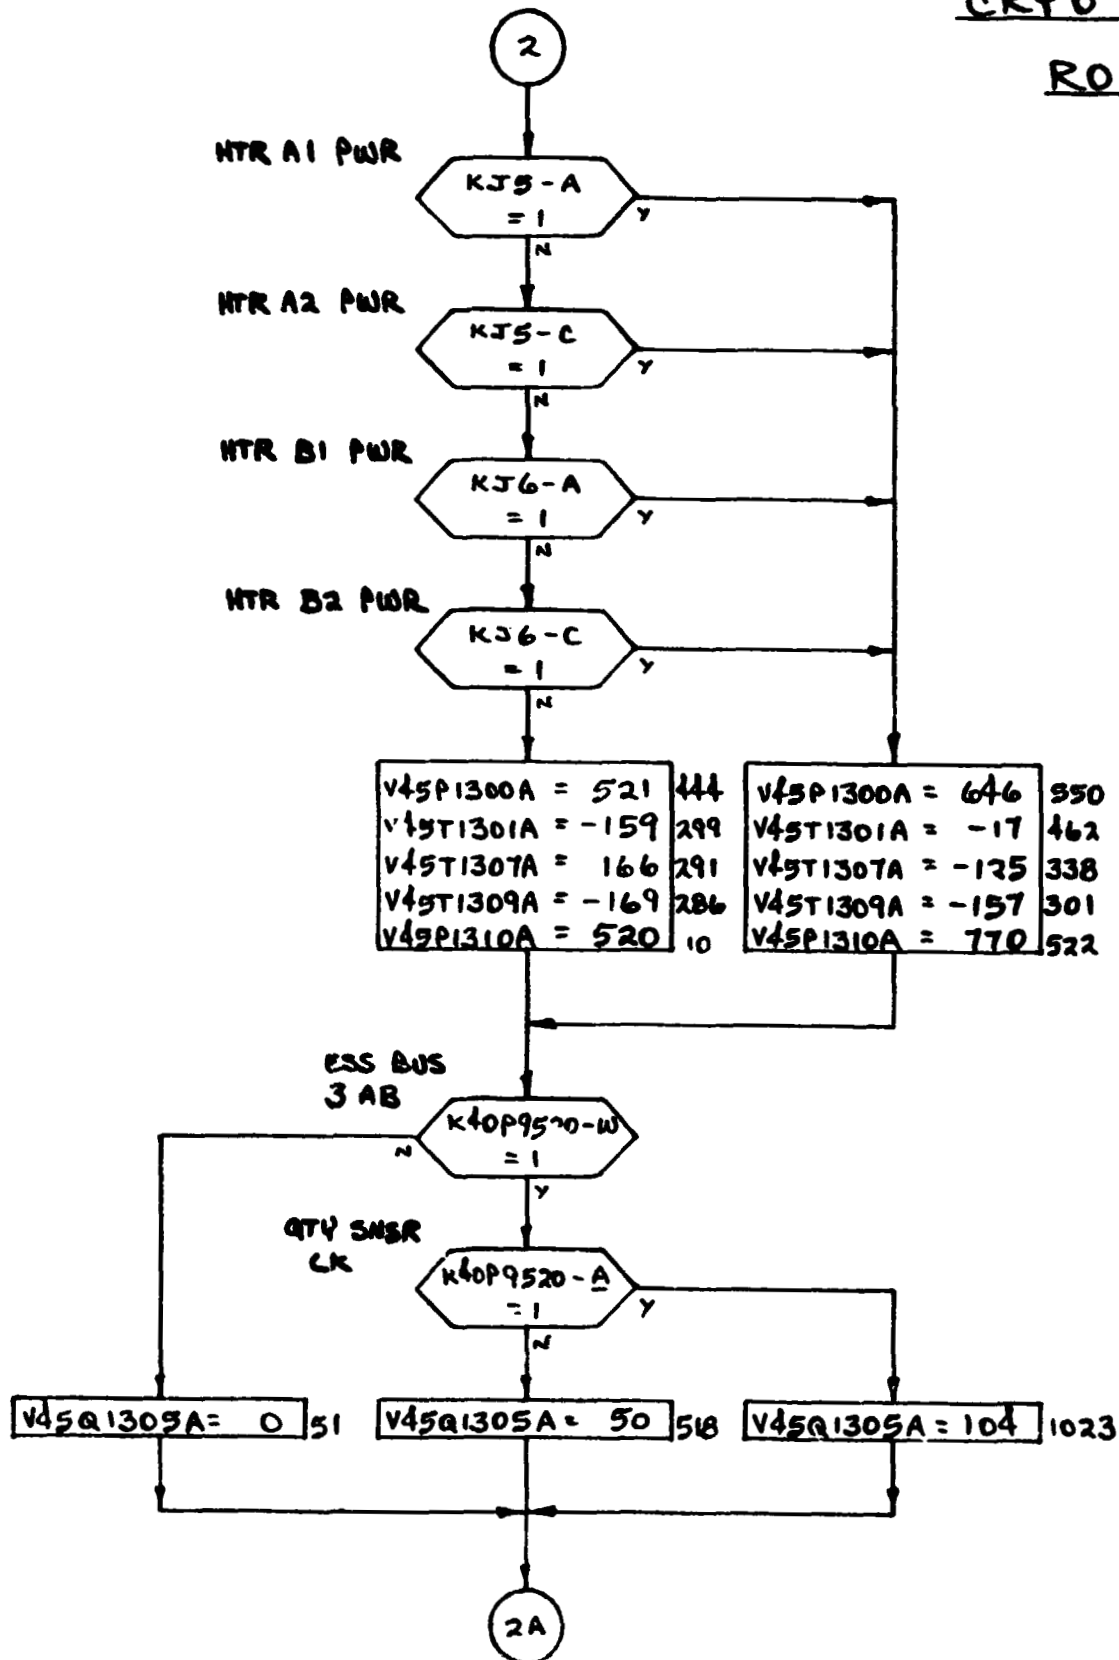 CRYO
RO
2
HTR A1 PWR
KJ5-A
= 1
Y
N
HTR A2 PWR
KJ5-C
= 1
Y
N
HTR B1 PWR
KJ6-A
= 1
Y
N
HTR B2 PWR
KJ6-C
= 1
Y
N
V45P1300A = 521 444
V45T1301A = -159 299
V45T1307A = 166 291
V45T1309A = -169 286
V45P1310A = 520 10
V45P1300A = 646 550
V45T1301A = -17 462
V45T1307A = -125 338
V45T1309A = -157 301
V45P1310A = 770 522
ESS BUS
3 AB
K40P9520-W
= 1
N
Y
QTY SNSR
CK
K40P9520-A
= 1
Y
N
V45Q1305A = 0 51
V45Q1305A = 50 518
V45Q1305A = 104 1023
2A